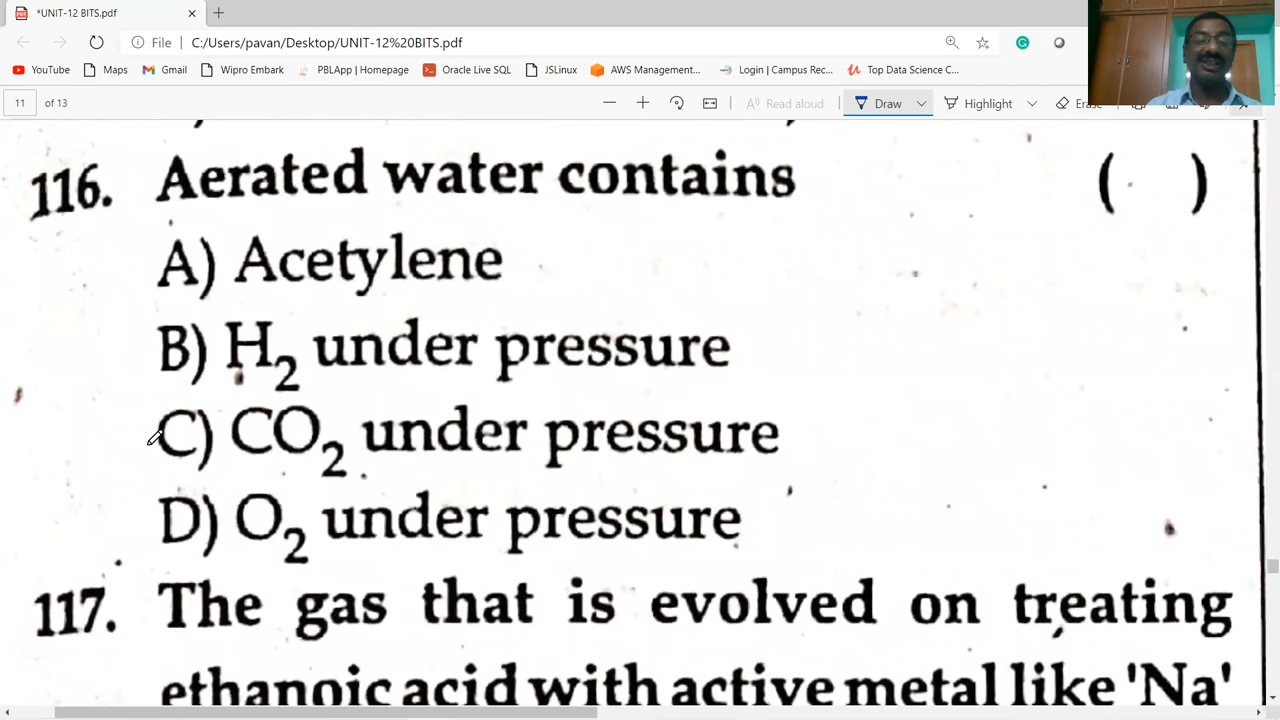 *UNIT-12 BITS.pdf
File C:/Users/pavan/Desktop/UNIT-12%20BITS.pdf
YouTube Maps Gmail Wipro Embark PBLApp | Homepage Oracle Live SQL JSLinux AWS Management... Login | Campus Rec... Top Data Science C...
11 of 13 Read aloud Draw Highlight Erase
116. Aerated water contains ( )
A) Acetylene
B) H2 under pressure
C) CO2 under pressure
D) O2 under pressure
117. The gas that is evolved on treating
ethanoic acid with active metal like 'Na'